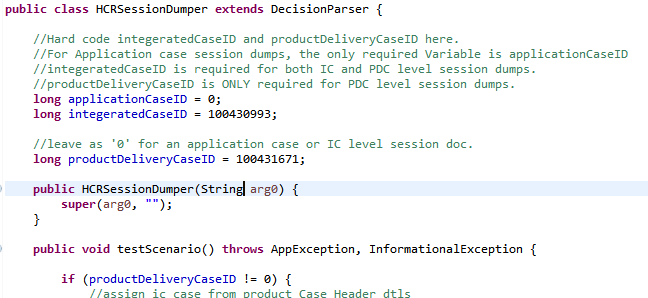 public class HCRSessionDumper extends DecisionParser {
//Hard code integeratedCaseID and productDeliveryCaseID here.
//For Application case session dumps, the only required Variable is applicationCaseID
//integeratedCaseID is required for both IC and PDC level session dumps.
//productDeliveryCaseID is ONLY required for PDC level session dumps.
long applicationCaseID = 0;
long integeratedCaseID = 100430993;
//leave as '0' for an application case or IC level session doc.
long productDeliveryCaseID = 100431671;
public HCRSessionDumper(String arg0) {
super(arg0, "");
}
public void testScenario() throws AppException, InformationalException {
if (productDeliveryCaseID != 0) {
//assign ic case from product Case Header dtls